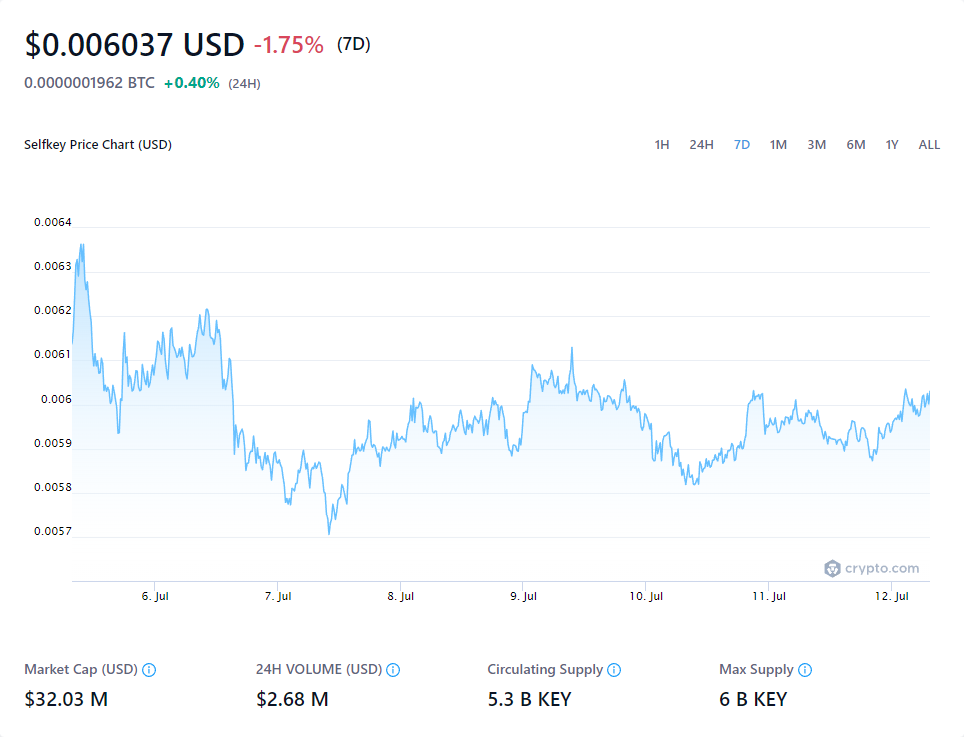 $0.006037 USD -1.75% (7D)
0.0000001962 BTC +0.40% (24H)
Selfkey Price Chart (USD) 1H 24H 7D 1M 3M 6M 1Y ALL
0.0064
0.0063
0.0062
0.0061
0.006
0.0059
0.0058
0.0057
crypto.com
6. Jul 7. Jul 8. Jul 9. Jul 10. Jul 11. Jul 12. Jul
Market Cap (USD) 24H VOLUME (USD) Circulating Supply Max Supply
$32.03 M $2.68 M 5.3 B KEY 6 B KEY